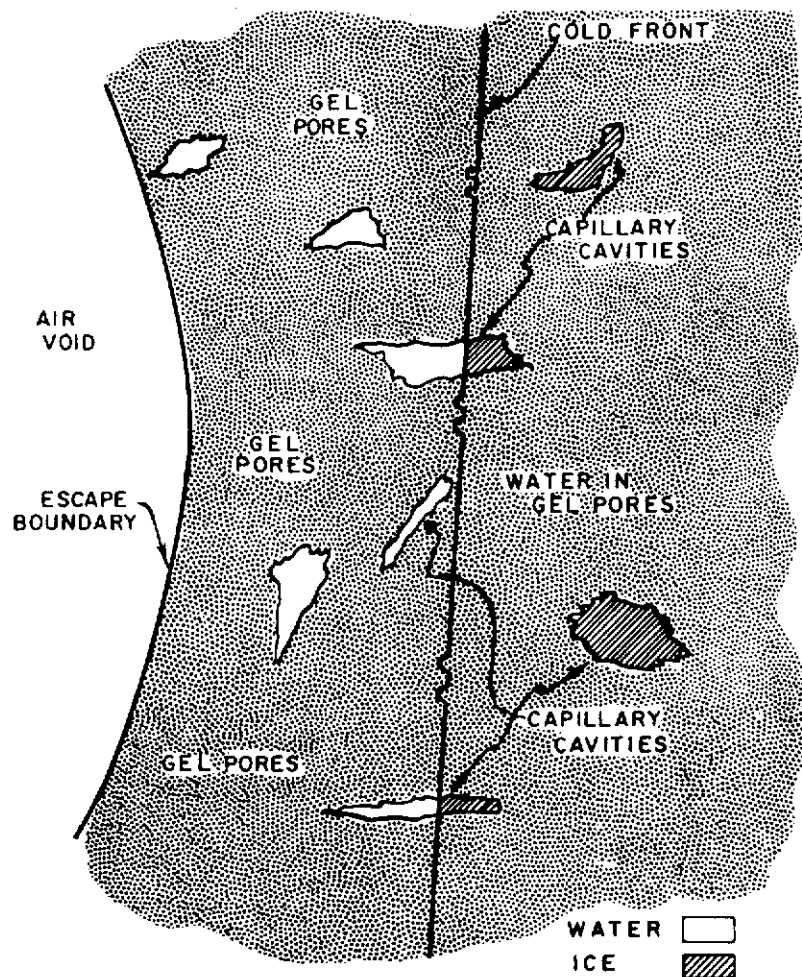 COLD FRONT
GEL
PORES
CAPILLARY
CAVITIES
AIR
VOID
GEL
PORES
WATER IN
GEL PORES
ESCAPE
BOUNDARY
CAPILLARY
CAVITIES
GEL PORES
WATER
ICE